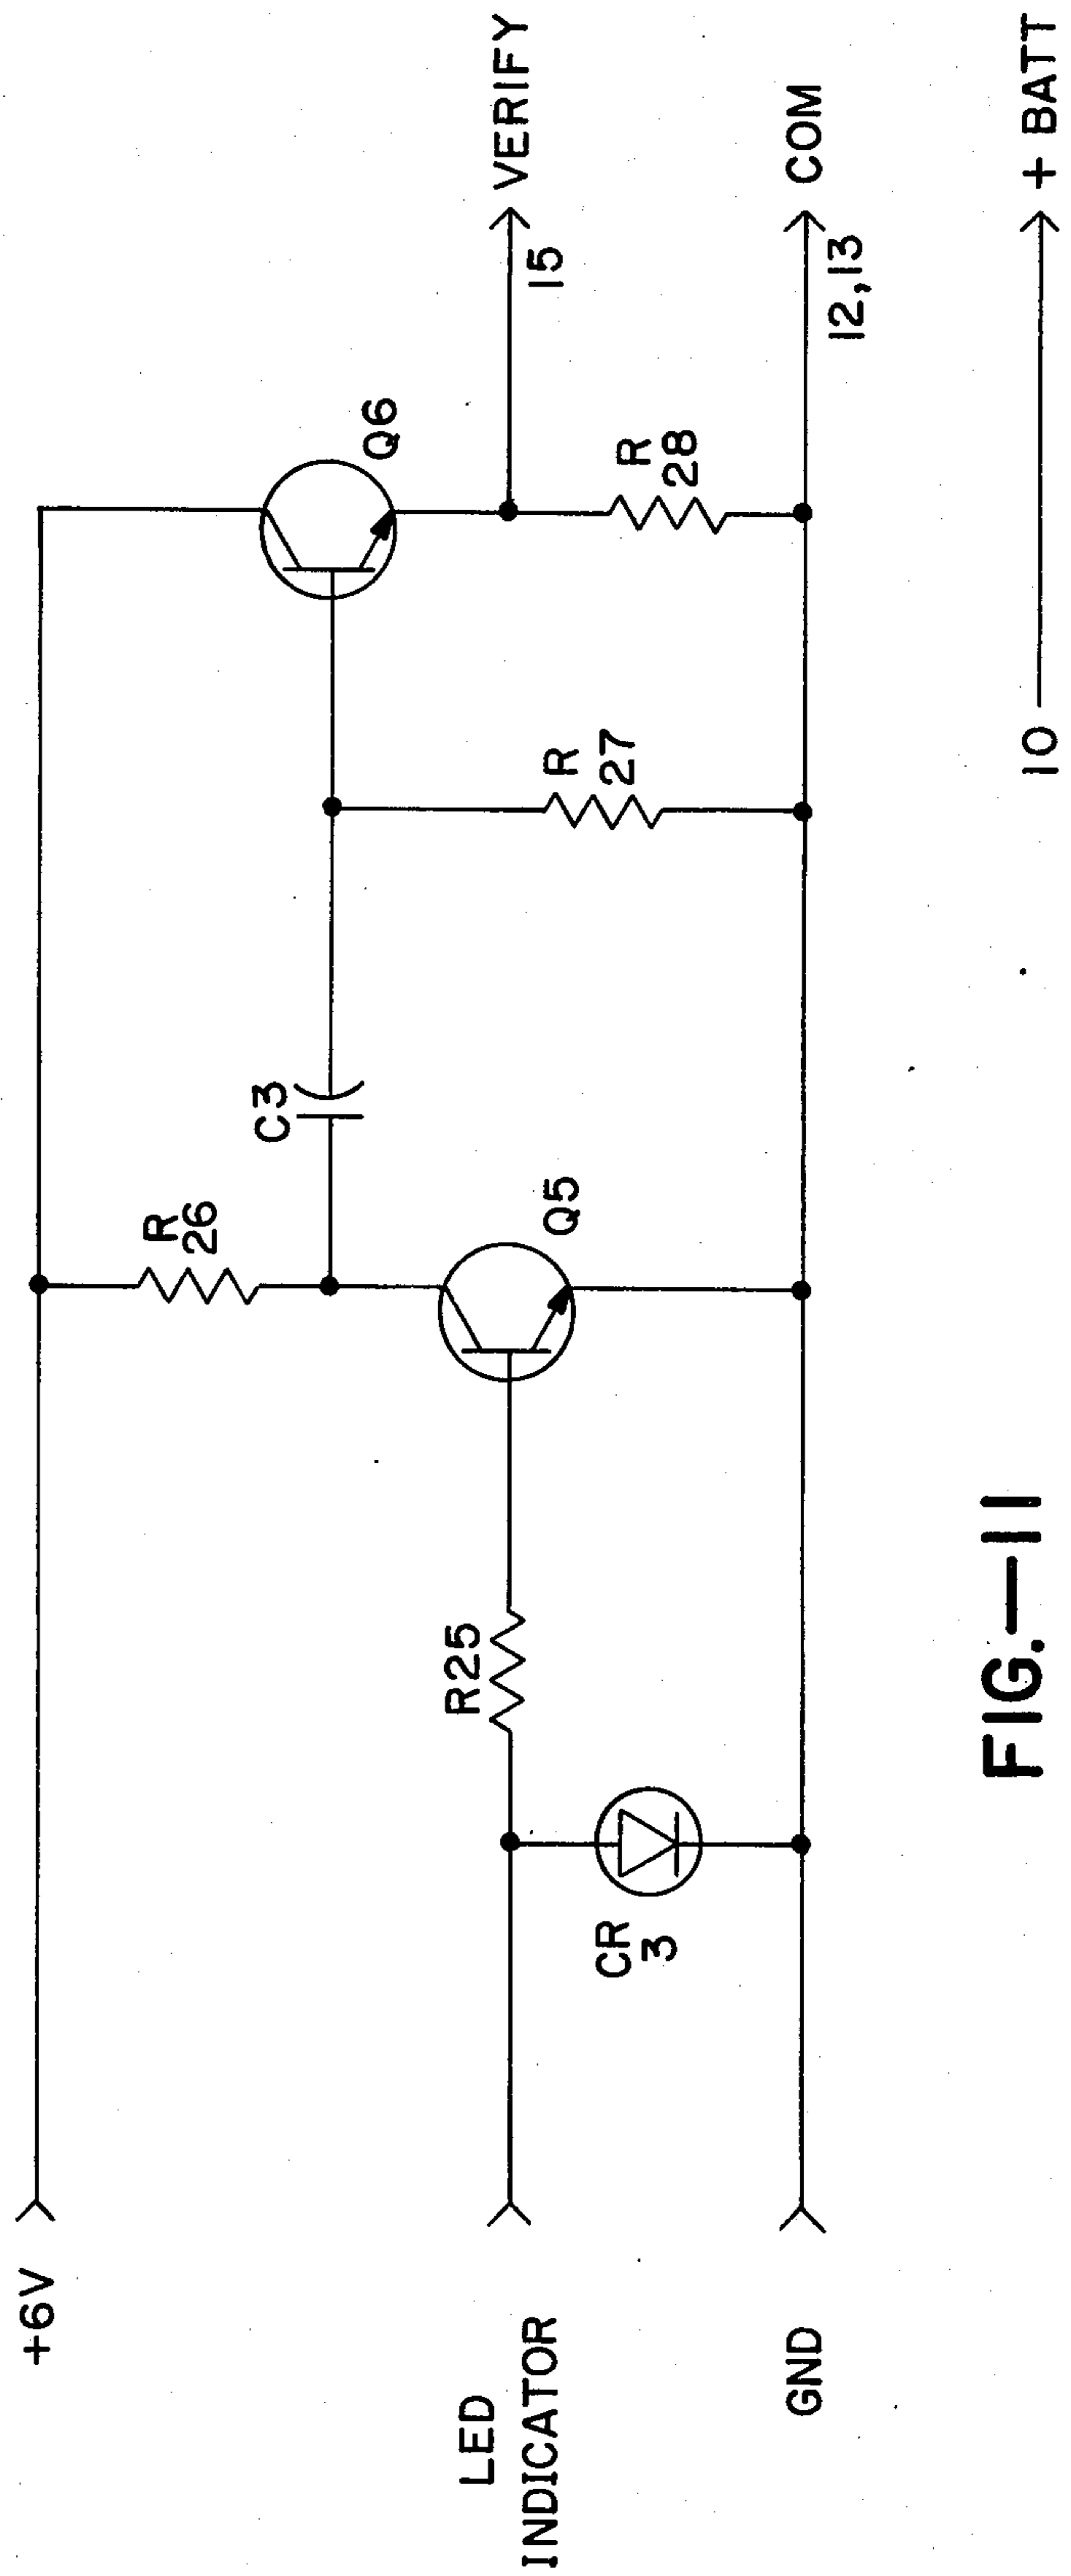 +6V
LED
INDICATOR
GND
CR
3
R25
R
26
Q5
C3
R
27
Q6
R
28
VERIFY
15
COM
12,13
10
+ BATT
FIG.—11